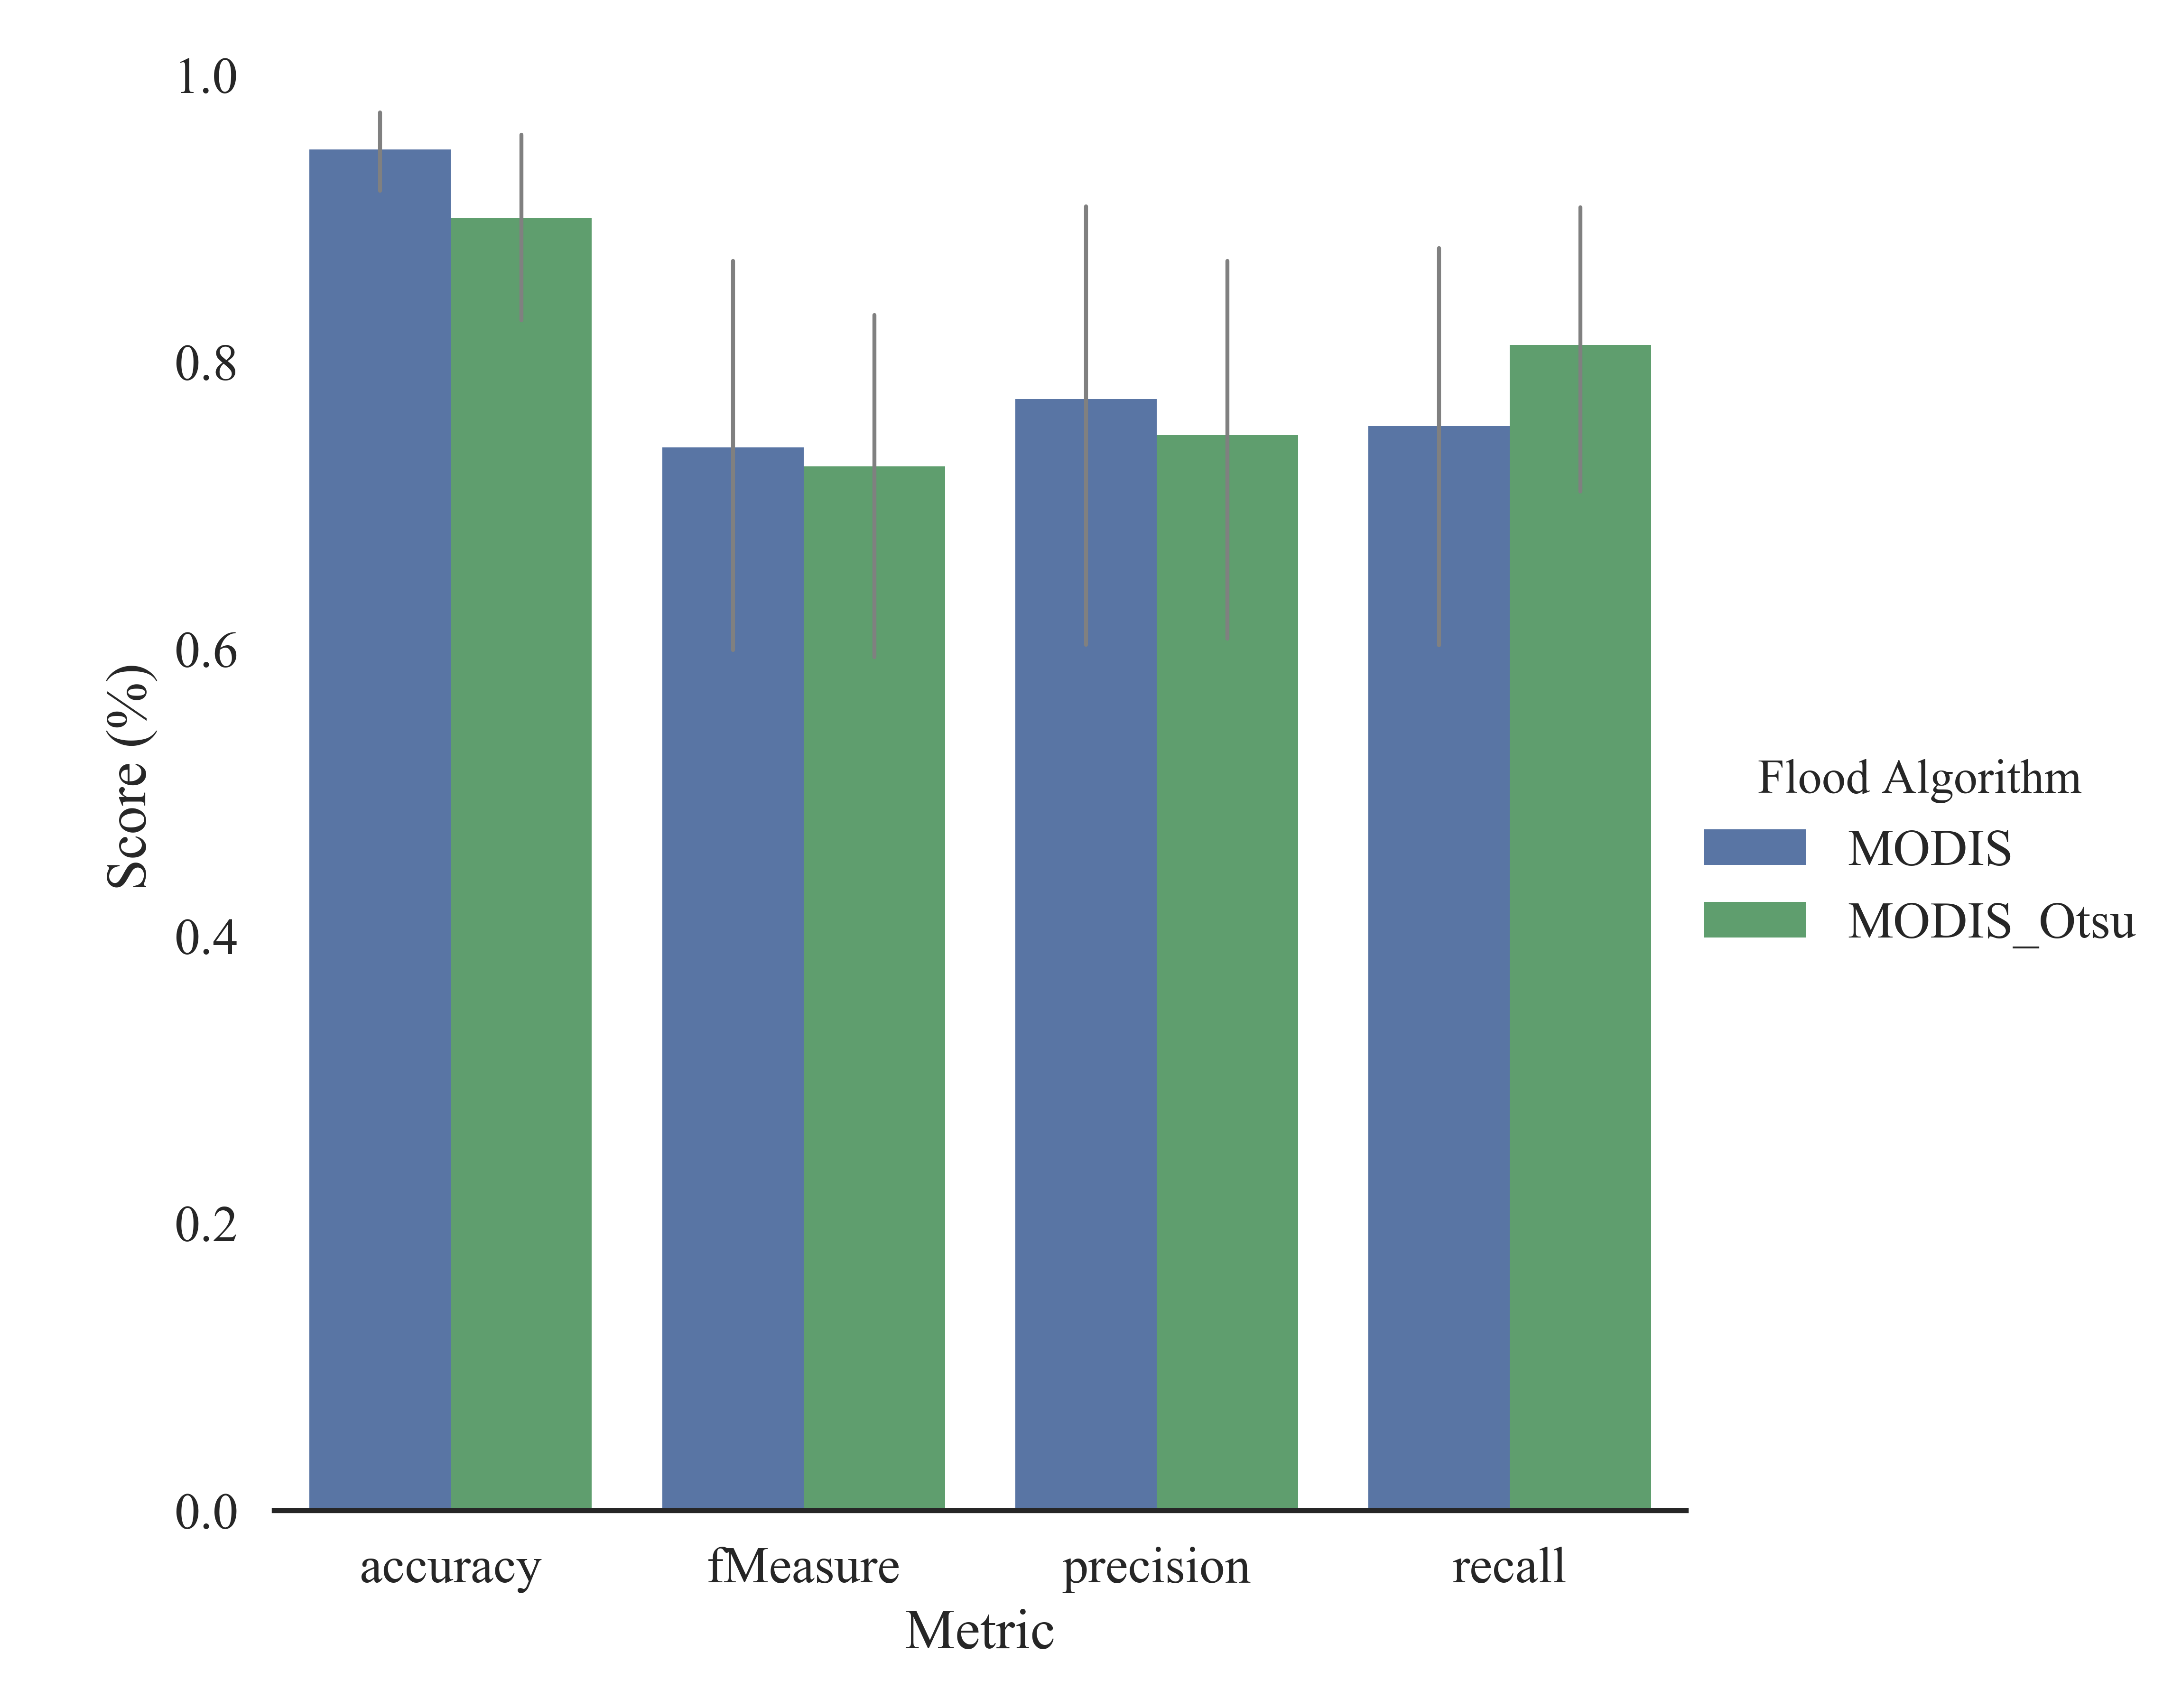 1.0
0.8
0.6
0.4
0.2
0.0
Score (%)
accuracy
fMeasure
precision
recall
Metric
Flood Algorithm
MODIS
MODIS_Otsu